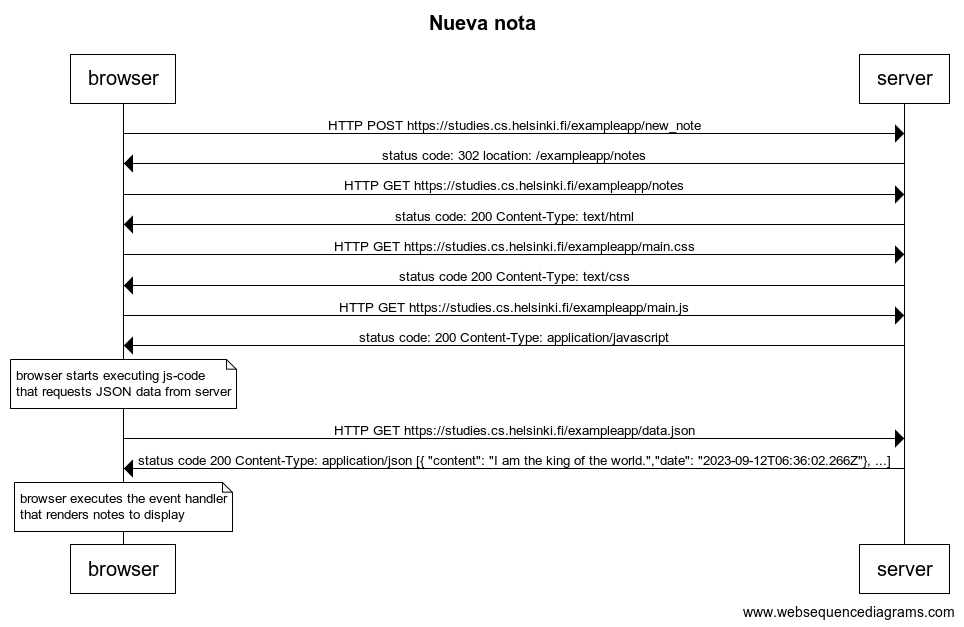 Nueva nota
browser
server
HTTP POST https://studies.cs.helsinki.fi/exampleapp/new_note
status code: 302 location: /exampleapp/notes
HTTP GET https://studies.cs.helsinki.fi/exampleapp/notes
status code: 200 Content-Type: text/html
HTTP GET https://studies.cs.helsinki.fi/exampleapp/main.css
status code 200 Content-Type: text/css
HTTP GET https://studies.cs.helsinki.fi/exampleapp/main.js
status code: 200 Content-Type: application/javascript
browser starts executing js-code
that requests JSON data from server
HTTP GET https://studies.cs.helsinki.fi/exampleapp/data.json
status code 200 Content-Type: application/json [{ "content": "I am the king of the world.","date": "2023-09-12T06:36:02.266Z"}, ...]
browser executes the event handler
that renders notes to display
browser
server
www.websequencediagrams.com